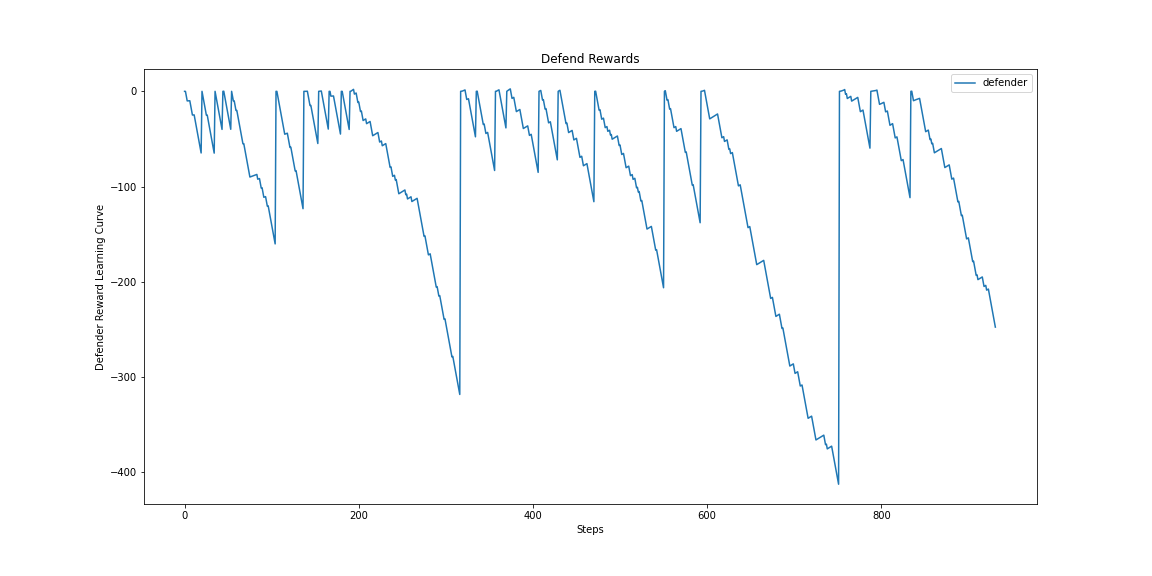 Defend Rewards
defender
Defender Reward Learning Curve
0
−100
−200
−300
−400
0
200
400
600
800
Steps